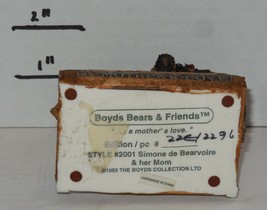 2"
1"
Boyds Bears & Friends™
a mother's love."
Edition / pc #
STYLE #2001 Simone de Bearvoire
& her Mom
©1993 THE BOYDS COLLECTION LTD